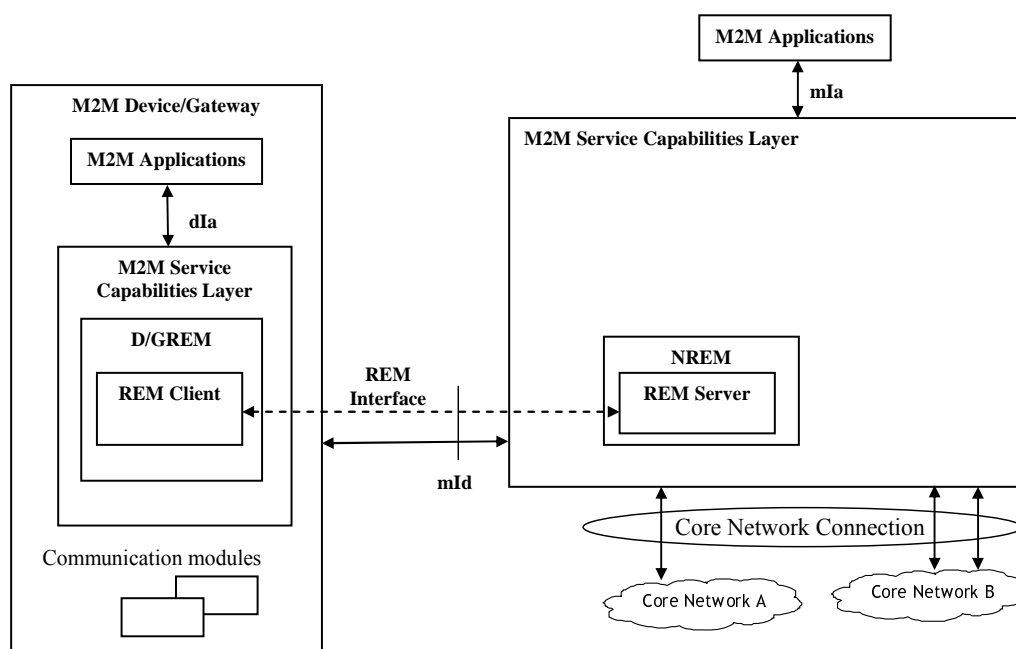 M2M Applications
mIa
M2M Device/Gateway
M2M Applications
dIa
M2M Service
Capabilities Layer
D/GREM
REM Client
Communication modules
REM
Interface
mId
M2M Service Capabilities Layer
NREM
REM Server
Core Network Connection
Core Network A
Core Network B